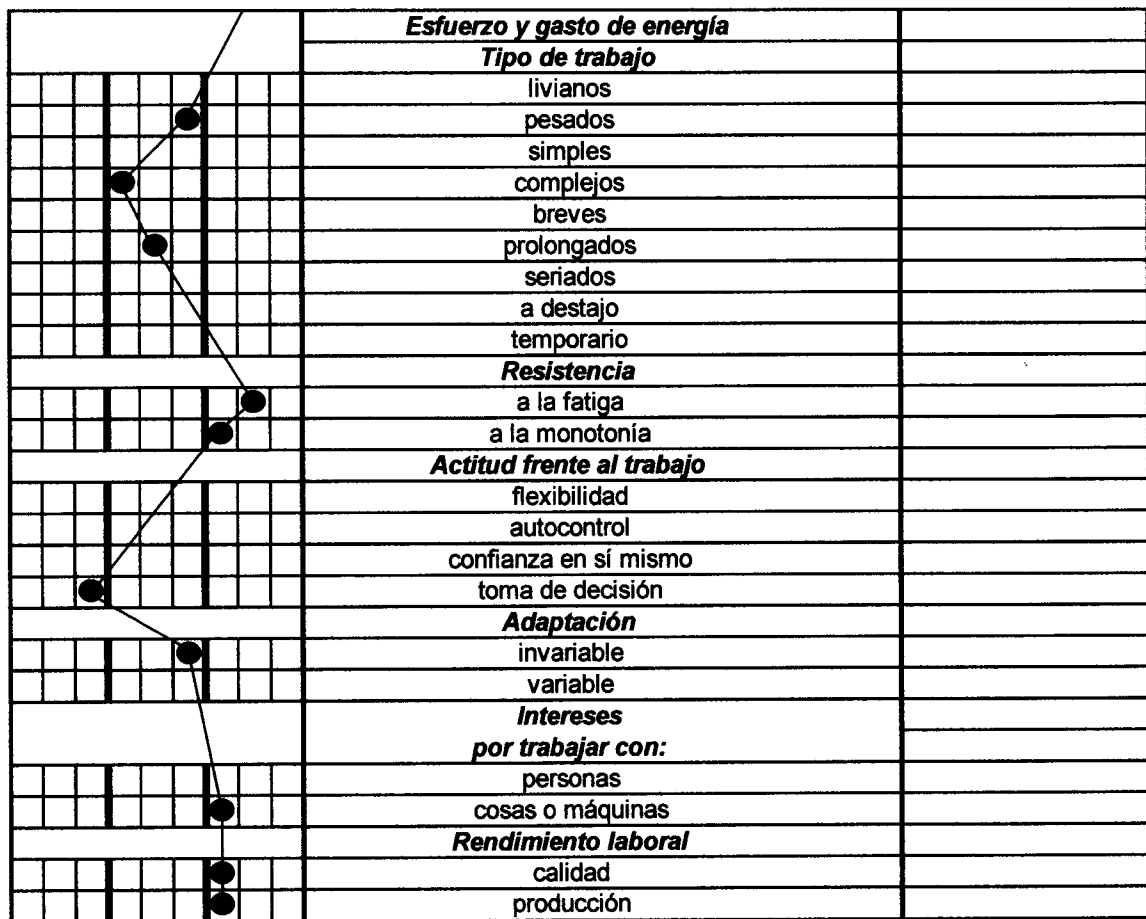 Esfuerzo y gasto de energía
Tipo de trabajo
livianos
pesados
simples
complejos
breves
prolongados
seriados
a destajo
temporario
Resistencia
a la fatiga
a la monotonía
Actitud frente al trabajo
flexibilidad
autocontrol
confianza en sí mismo
toma de decisión
Adaptación
invariable
variable
Intereses
por trabajar con:
personas
cosas o máquinas
Rendimiento laboral
calidad
producción